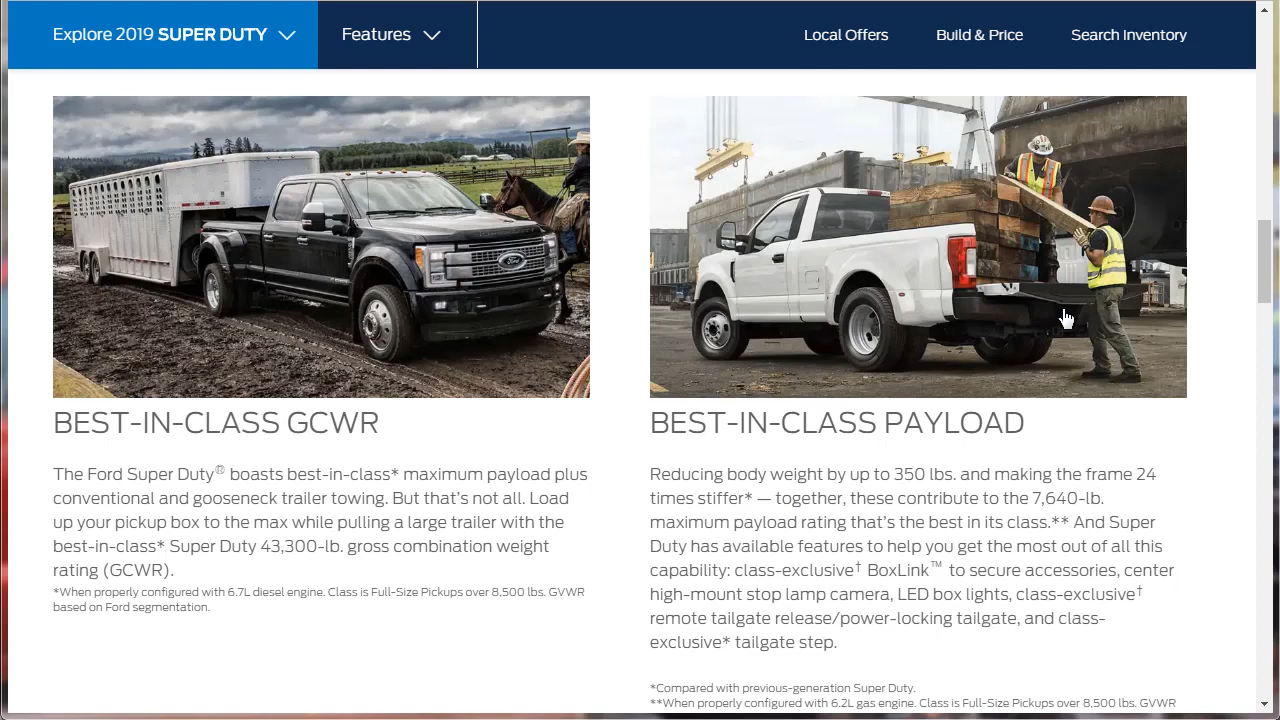 Explore 2019 SUPER DUTY
Features
Local Offers
Build & Price
Search Inventory
Ford
BEST-IN-CLASS GCWR
The Ford Super Duty® boasts best-in-class* maximum payload plus
conventional and gooseneck trailer towing. But that's not all. Load
up your pickup box to the max while pulling a large trailer with the
best-in-class* Super Duty 43,300-lb. gross combination weight
rating (GCWR).
*When properly configured with 6.7L diesel engine. Class is Full-Size Pickups over 8,500 lbs. GVWR
based on Ford segmentation.
BEST-IN-CLASS PAYLOAD
Reducing body weight by up to 350 lbs. and making the frame 24
times stiffer* — together, these contribute to the 7,640-lb.
maximum payload rating that's the best in its class.** And Super
Duty has available features to help you get the most out of all this
capability: class-exclusive† BoxLink™ to secure accessories, center
high-mount stop lamp camera, LED box lights, class-exclusive†
remote tailgate release/power-locking tailgate, and class-
exclusive* tailgate step.
*Compared with previous-generation Super Duty.
**When properly configured with 6.2L gas engine. Class is Full-Size Pickups over 8,500 lbs. GVWR